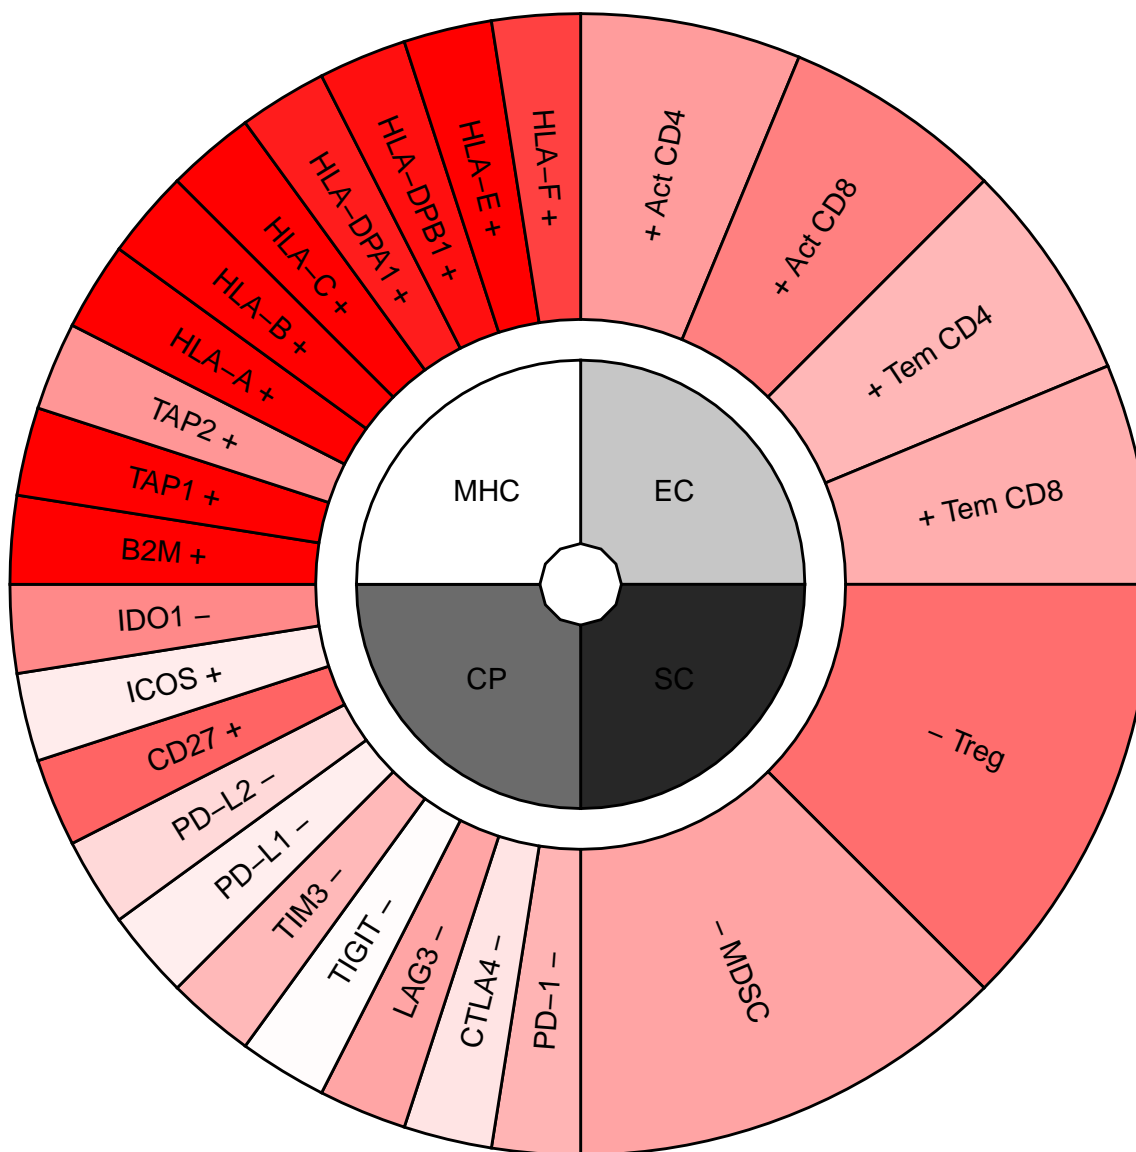 HLA–F +
HLA–E +
HLA–DPB1 +
HLA–DPA1 +
HLA–C +
HLA–B +
HLA–A +
TAP2 +
TAP1 +
B2M +
+ Act CD4
+ Act CD8
+ Tem CD4
+ Tem CD8
MHC
EC
CP
SC
IDO1 –
ICOS +
CD27 +
PD–L2 –
PD–L1 –
TIM3 –
TIGIT –
LAG3 –
CTLA4 –
PD–1 –
– MDSC
– Treg